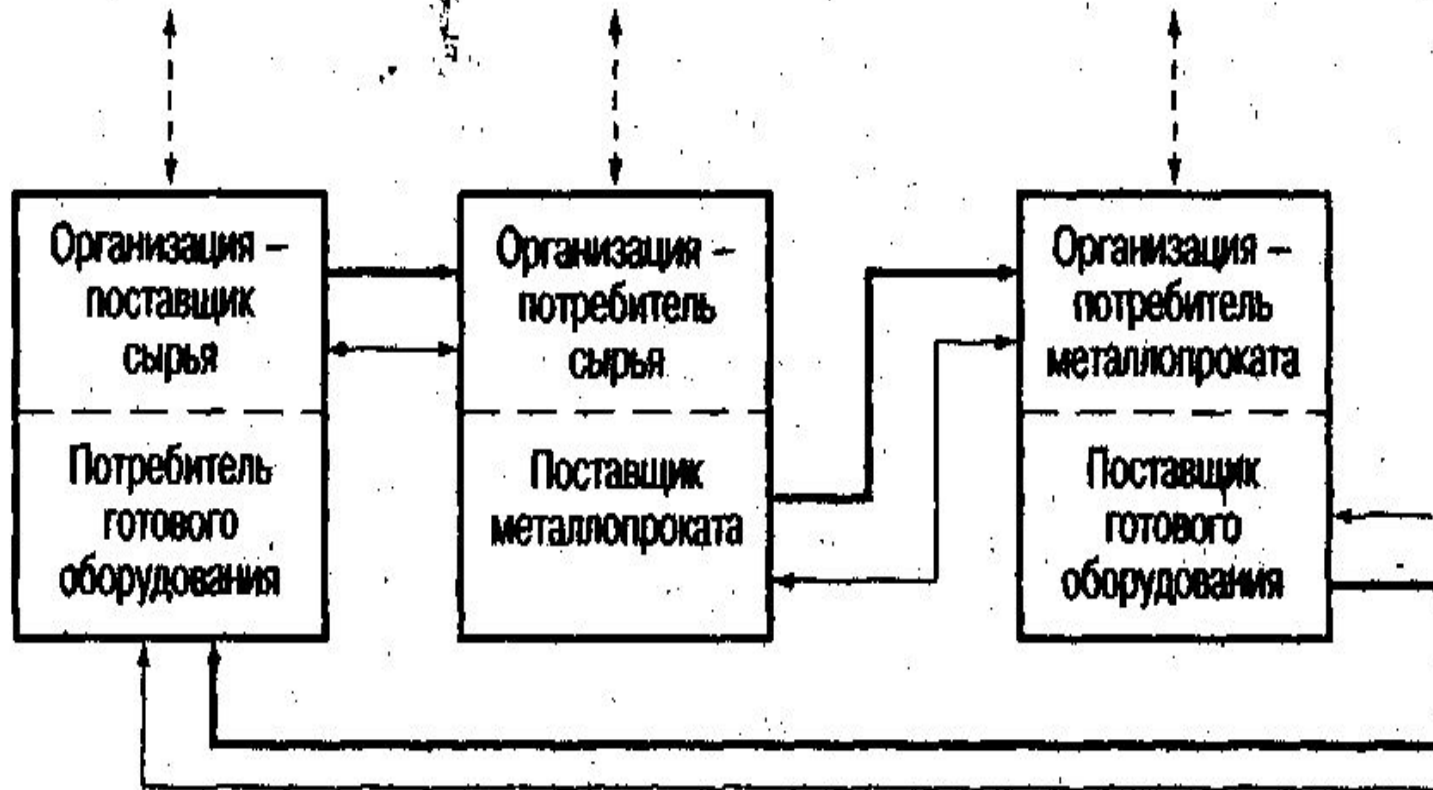 Организация –
поставщик
сырья
Потребитель
готового
оборудования
Организация –
потребитель
сырья
Поставщик
металлопроката
Организация –
потребитель
металлопроката
Поставщик
готового
оборудования